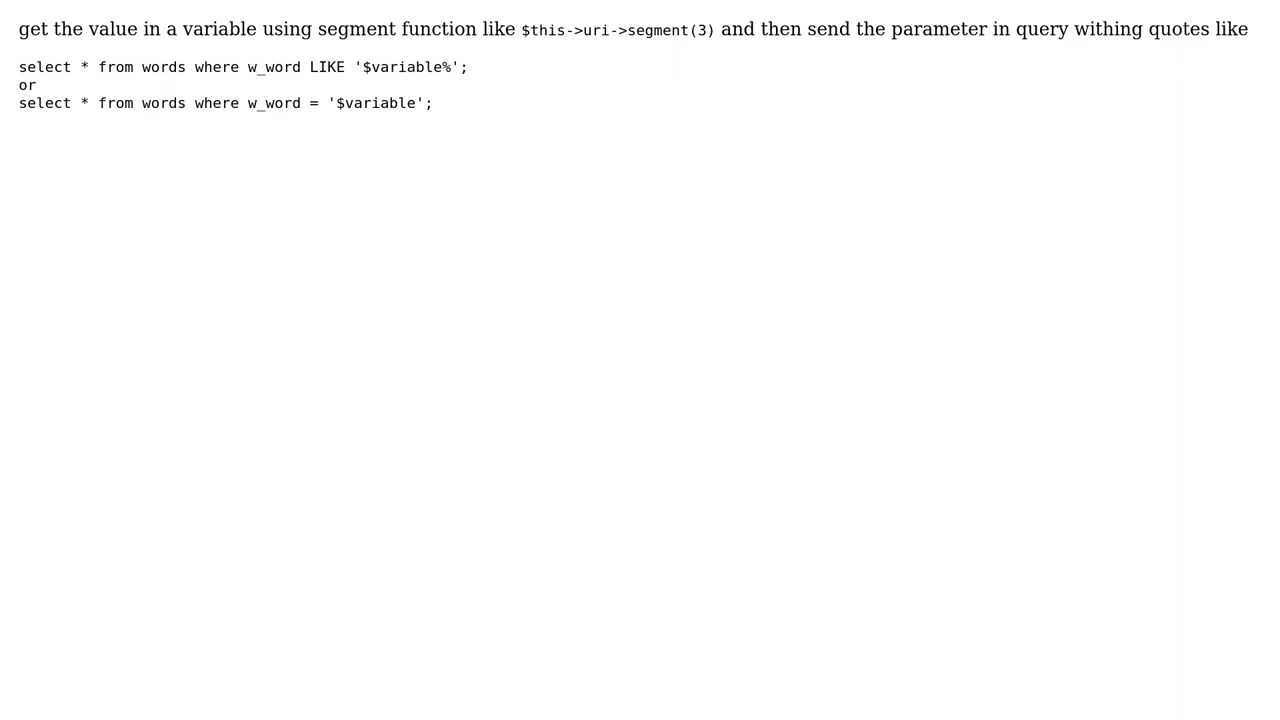 get the value in a variable using segment function like $this->uri->segment(3) and then send the parameter in query withing quotes like
select * from words where w_word LIKE '$variable%';
or
select * from words where w_word = '$variable';